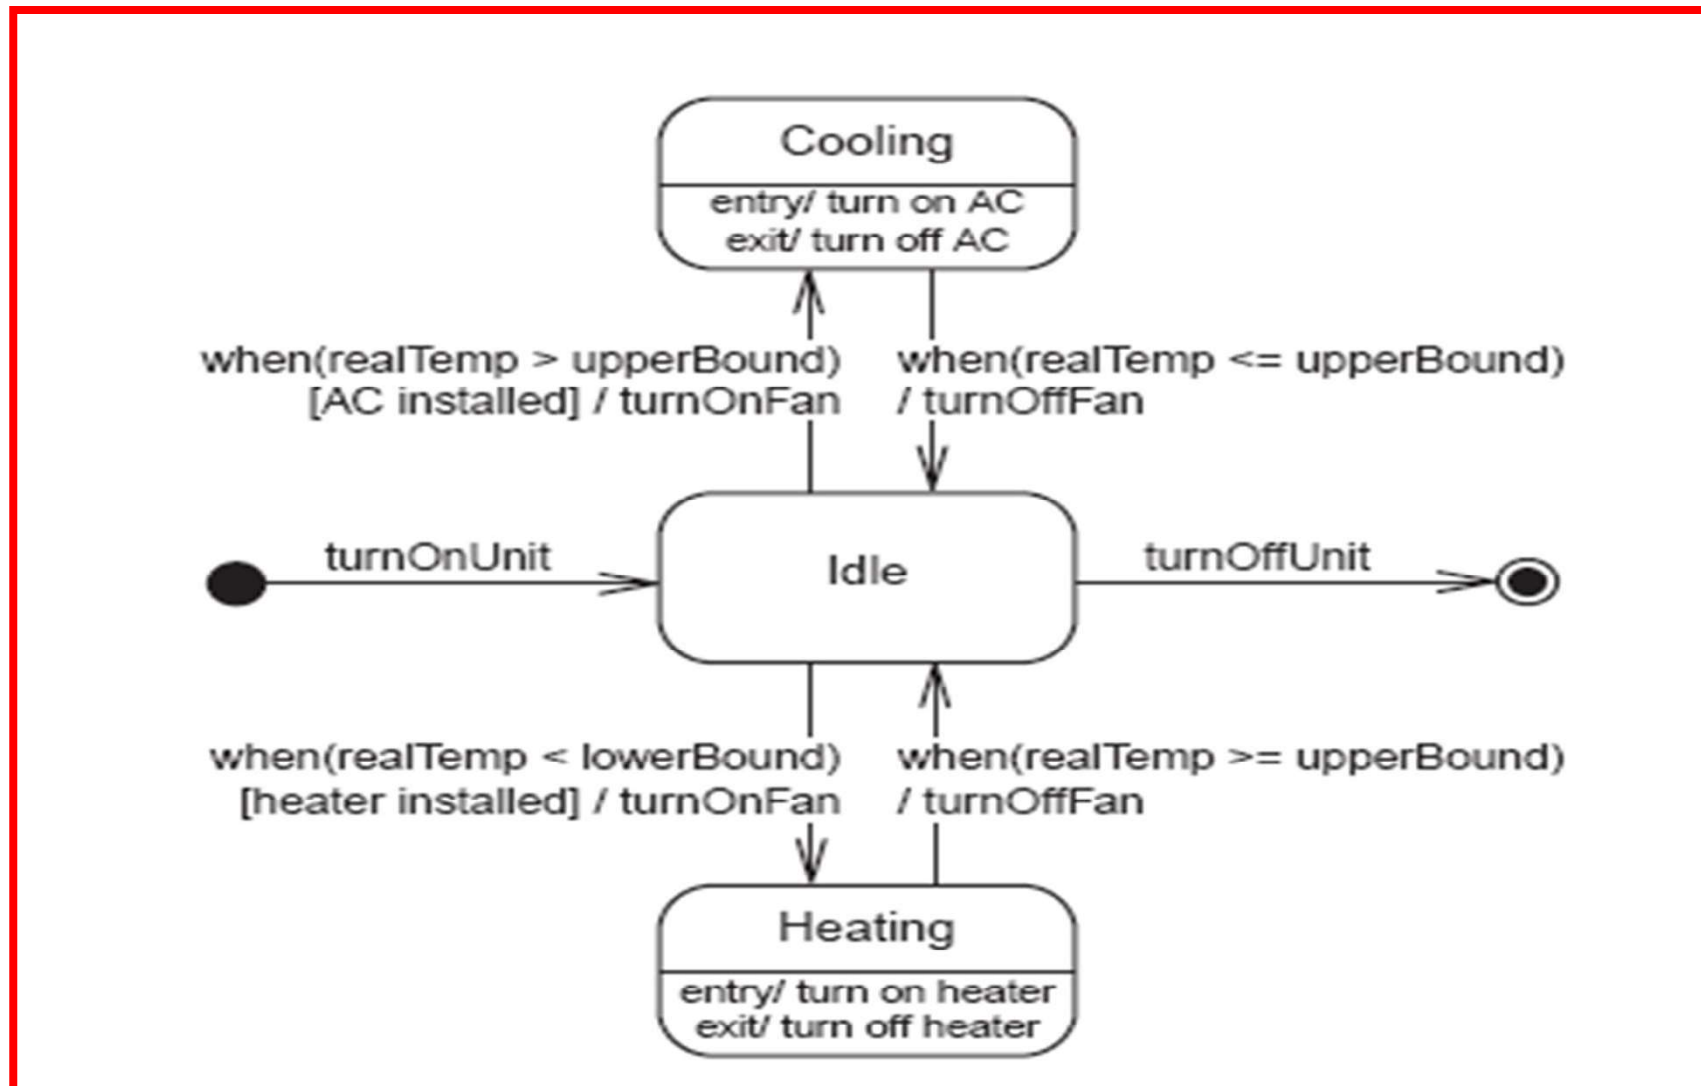 Cooling
entry/ turn on AC
exit/ turn off AC
when(realTemp > upperBound)
[AC installed] / turnOnFan
when(realTemp <= upperBound)
/ turnOffFan
turnOnUnit
Idle
turnOffUnit
when(realTemp < lowerBound)
[heater installed] / turnOnFan
when(realTemp >= upperBound)
/ turnOffFan
Heating
entry/ turn on heater
exit/ turn off heater